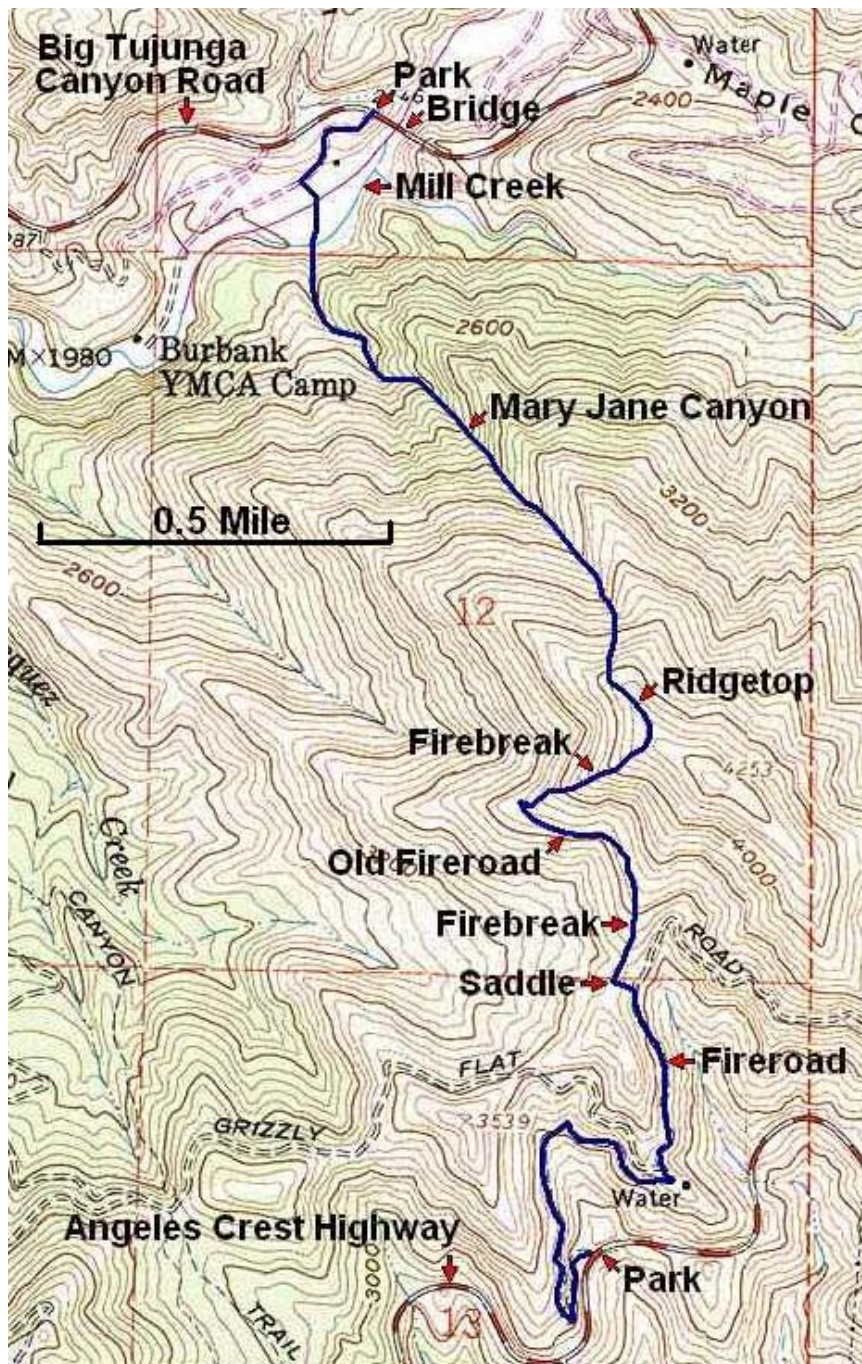 Big Tujunga
Canyon Road
Park
46
Bridge
Water
Maple
2400
Mill Creek
2600
M×1980
Burbank
YMCA Camp
Mary Jane Canyon
0.5 Mile
3200
2600
12
Ridgetop
Firebreak
4253
Creek
Old Fireroad
4000
CANYON
Firebreak
ROAD
Saddle
FLAT
Fireroad
GRIZZLY
3539
Water
Angeles Crest Highway
3000
Park
13
TRAIL